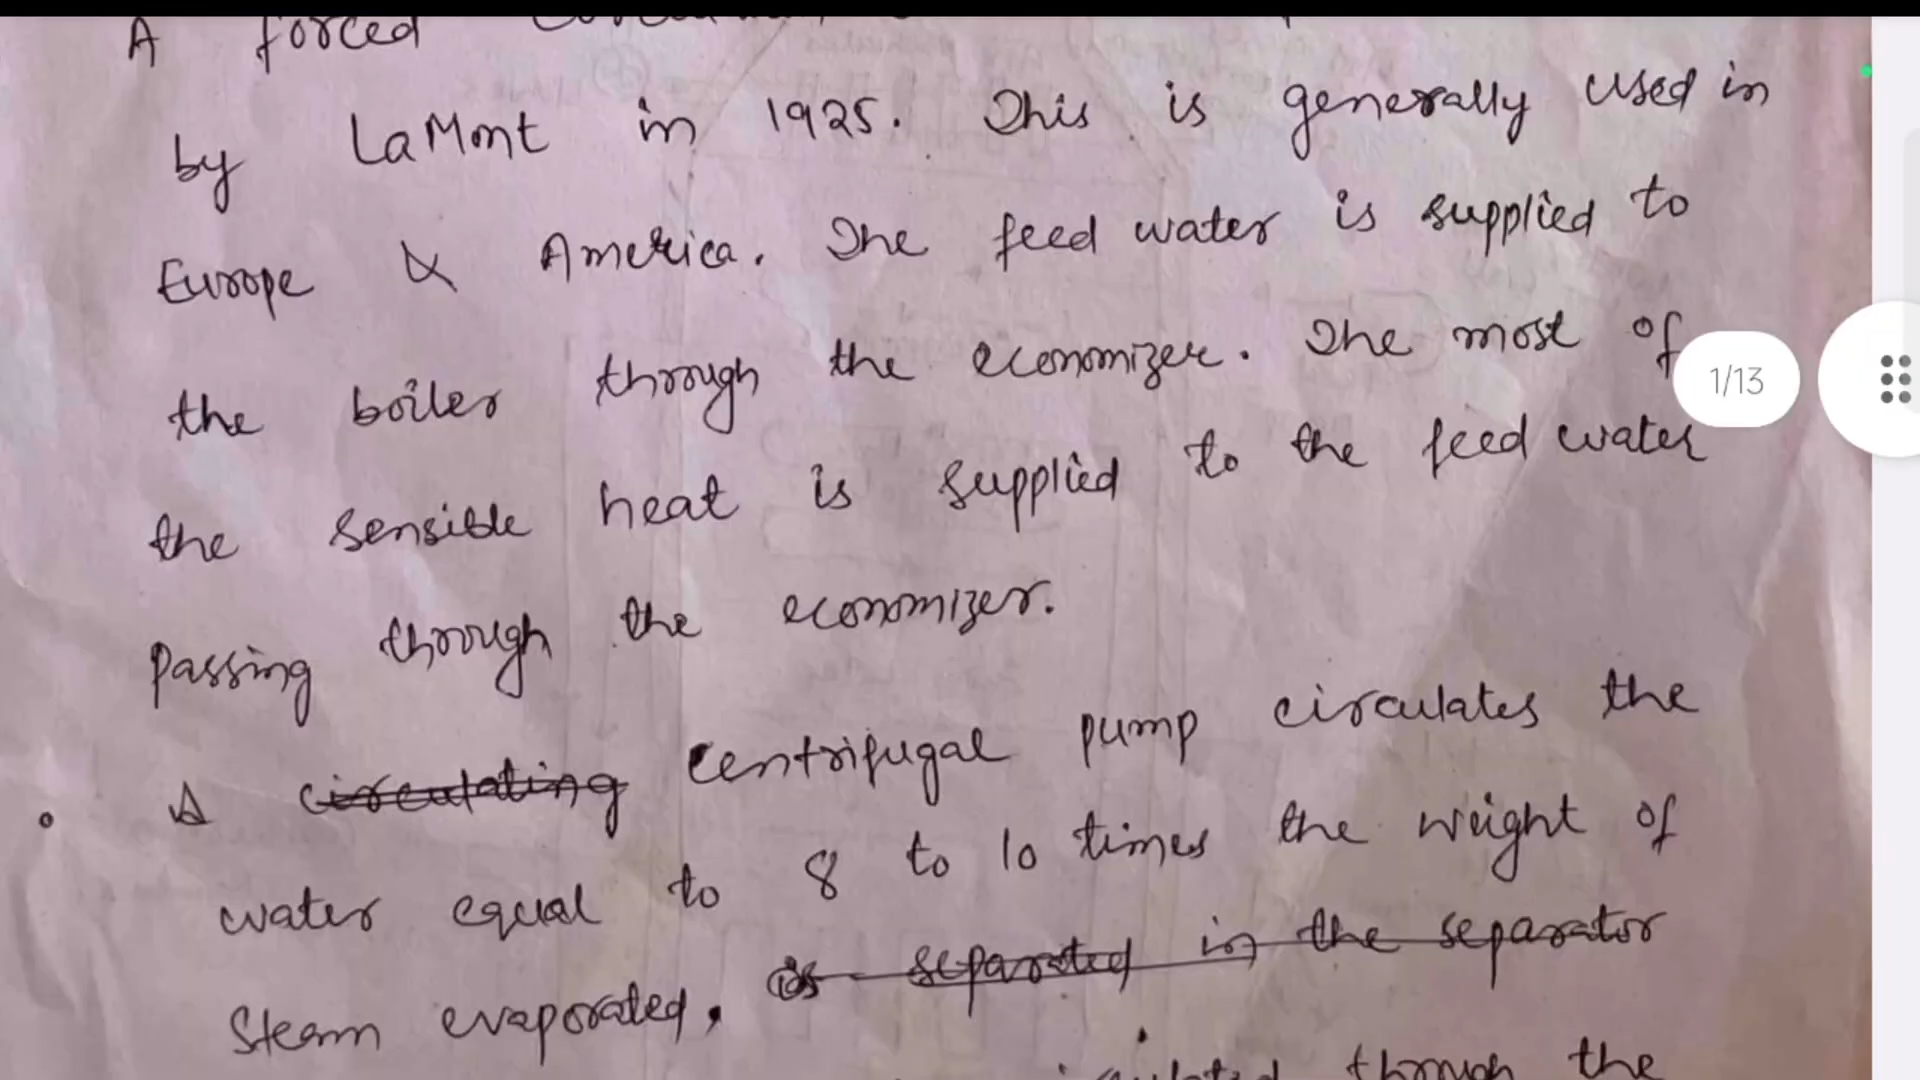 A forced
by LaMont in 1925. This is generally used in
Europe & America. The feed water is supplied to
the boiler through the economizer. The most of
1/13
the sensible heat is supplied to the feed water
passing through the economizer.
A circulating centrifugal pump circulates the
water equal to 8 to 10 times the weight of
steam evaporated, is separated in the separator
through the